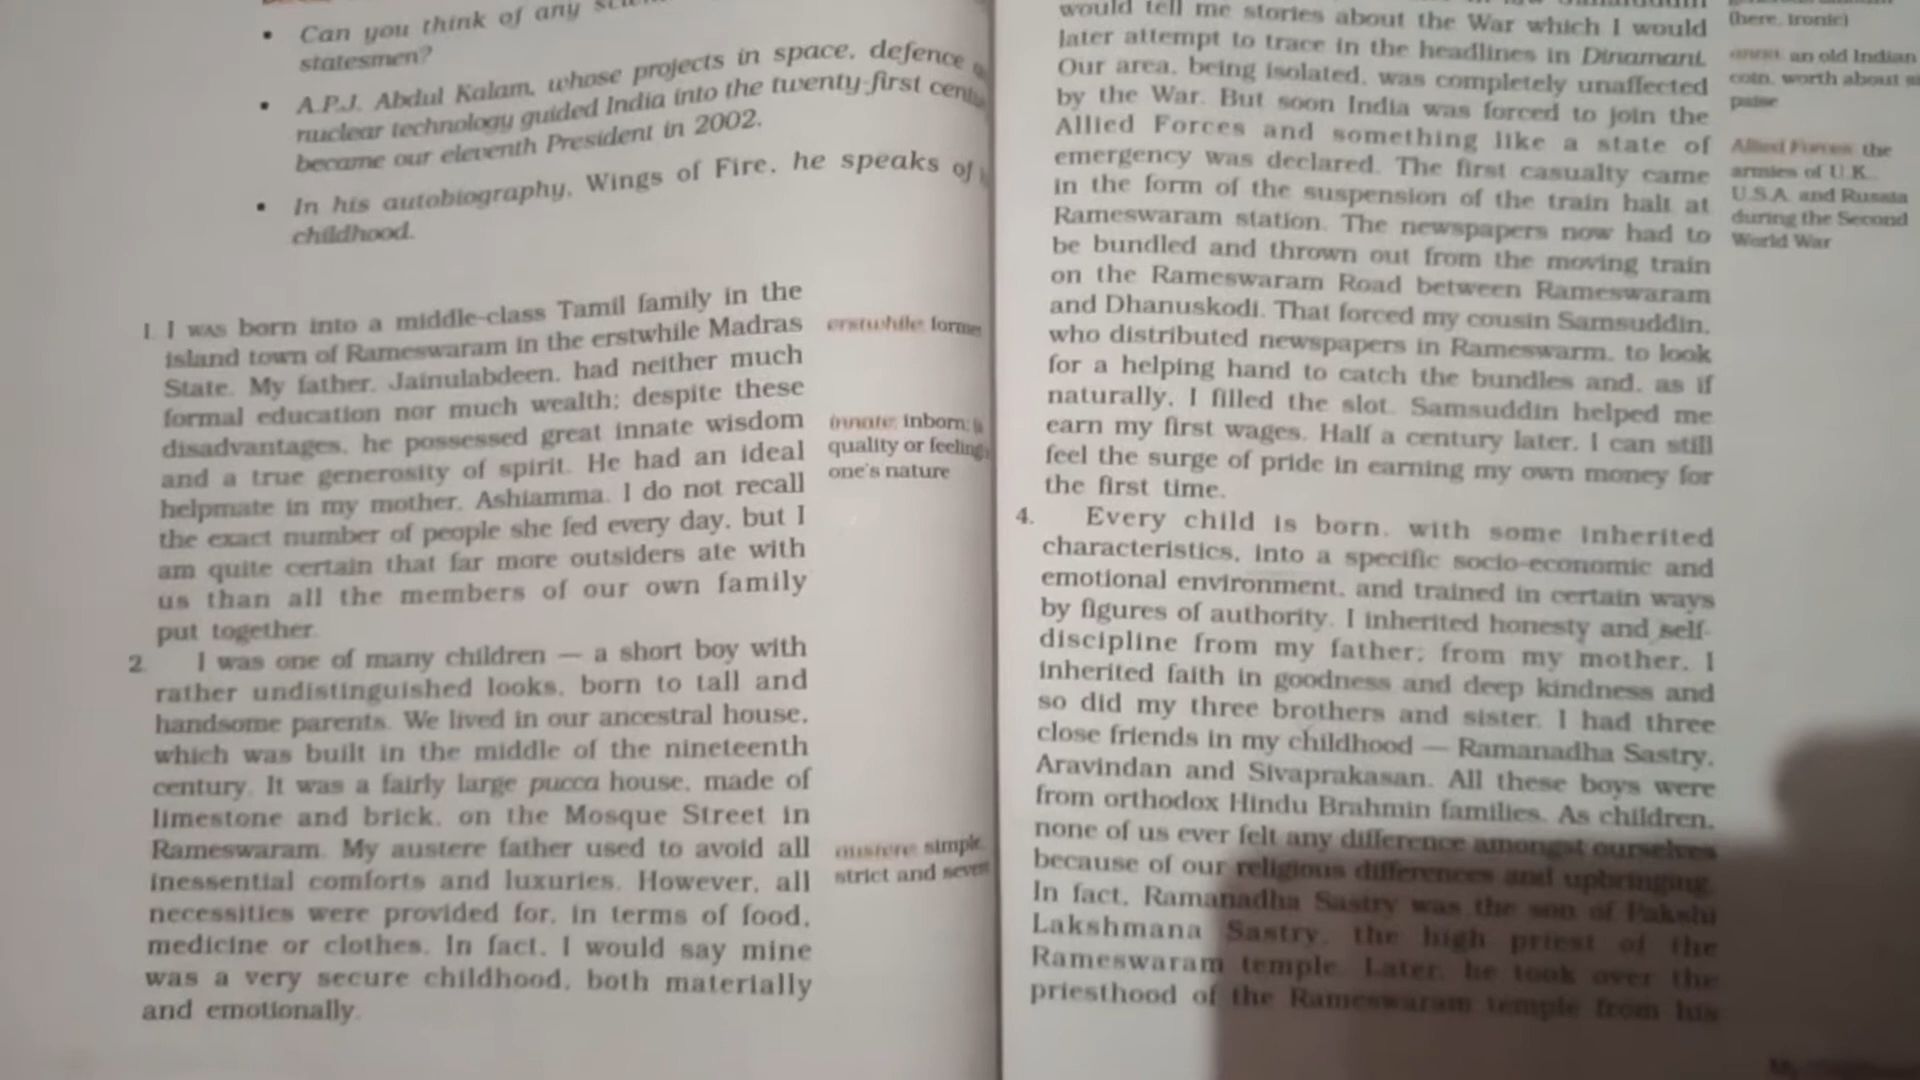 • Can you think of any
statesmen?
• A.P.J. Abdul Kalam, whose projects in space, defence
nuclear technology guided India into the twenty-first
became our eleventh President in 2002.
• In his autobiography, Wings of Fire, he speaks of
childhood.
1. I was born into a middle-class Tamil family in the
island town of Rameswaram in the erstwhile Madras
State. My father, Jainulabdeen, had neither much
formal education nor much wealth; despite these
disadvantages, he possessed great innate wisdom
and a true generosity of spirit. He had an ideal
helpmate in my mother, Ashiamma. I do not recall
the exact number of people she fed every day, but I
am quite certain that far more outsiders ate with
us than all the members of our own family
put together.
2. I was one of many children — a short boy with
rather undistinguished looks, born to tall and
handsome parents. We lived in our ancestral house,
which was built in the middle of the nineteenth
century. It was a fairly large pucca house, made of
limestone and brick, on the Mosque Street in
Rameswaram. My austere father used to avoid all
inessential comforts and luxuries. However, all
necessities were provided for, in terms of food,
medicine or clothes. In fact, I would say mine
was a very secure childhood, both materially
and emotionally.
erstwhile: former
innate: inborn;
quality or feeling
one's nature
austere: simple,
strict and severe
would tell me stories about the War which I would
later attempt to trace in the headlines in Dinamani.
Our area, being isolated, was completely unaffected
by the War. But soon India was forced to join the
Allied Forces and something like a state of
emergency was declared. The first casualty came
in the form of the suspension of the train halt at
Rameswaram station. The newspapers now had to
be bundled and thrown out from the moving train
on the Rameswaram Road between Rameswaram
and Dhanuskodi. That forced my cousin Samsuddin,
who distributed newspapers in Rameswarm, to look
for a helping hand to catch the bundles and, as if
naturally, I filled the slot. Samsuddin helped me
earn my first wages. Half a century later, I can still
feel the surge of pride in earning my own money for
the first time.
4. Every child is born, with some inherited
characteristics, into a specific socio-economic and
emotional environment, and trained in certain ways
by figures of authority. I inherited honesty and self-
discipline from my father; from my mother, I
inherited faith in goodness and deep kindness and
so did my three brothers and sister. I had three
close friends in my childhood — Ramanadha Sastry,
Aravindan and Sivaprakasan. All these boys were
from orthodox Hindu Brahmin families. As children,
none of us ever felt any difference amongst ourselves
because of our religious differences and upbringing.
In fact, Ramanadha Sastry was the son of Pakshi
Lakshmana Sastry, the high priest of the
Rameswaram temple. Later, he took over the
priesthood of the Rameswaram temple from his
(here, ironic)
anna: an old Indian
coin, worth about
paise
Allied Forces: the
armies of U.K.,
U.S.A. and Russia
during the Second
World War